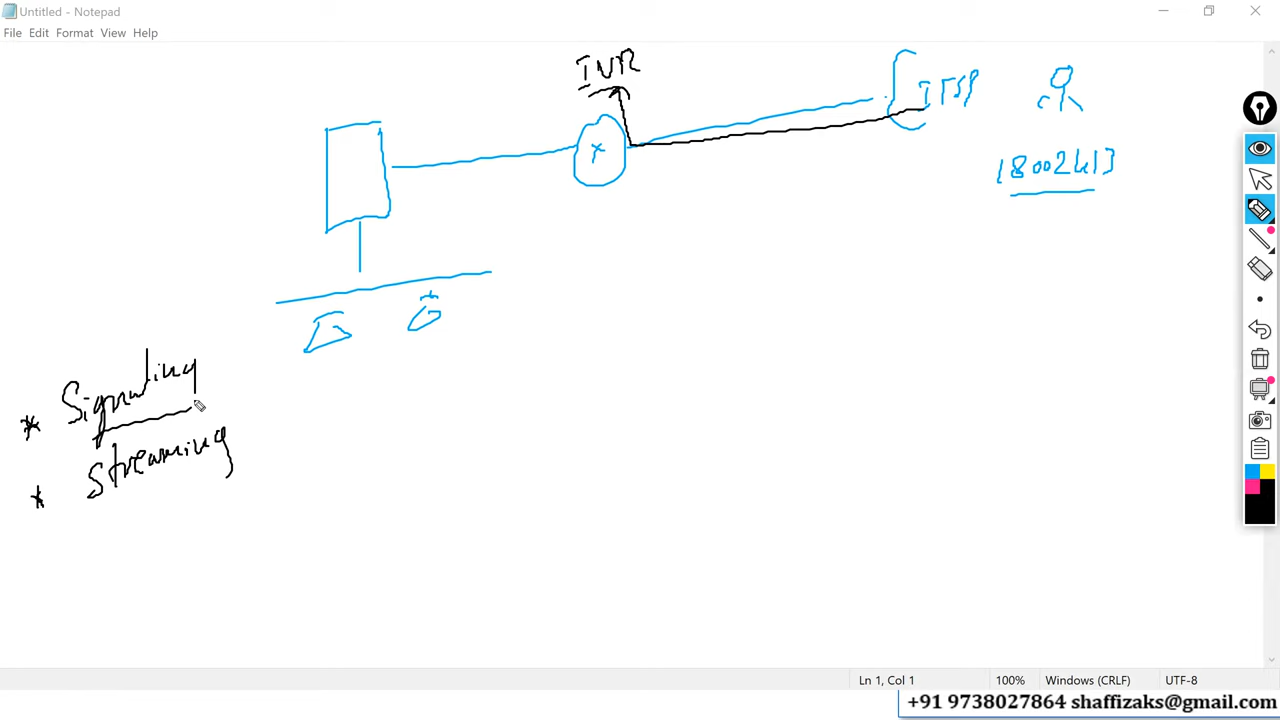 Untitled - Notepad
File Edit Format View Help
IVR
ITSP
18002413
* Signaling
* Streaming
Ln 1, Col 1 100% Windows (CRLF) UTF-8
+91 9738027864 shaffizaks@gmail.com